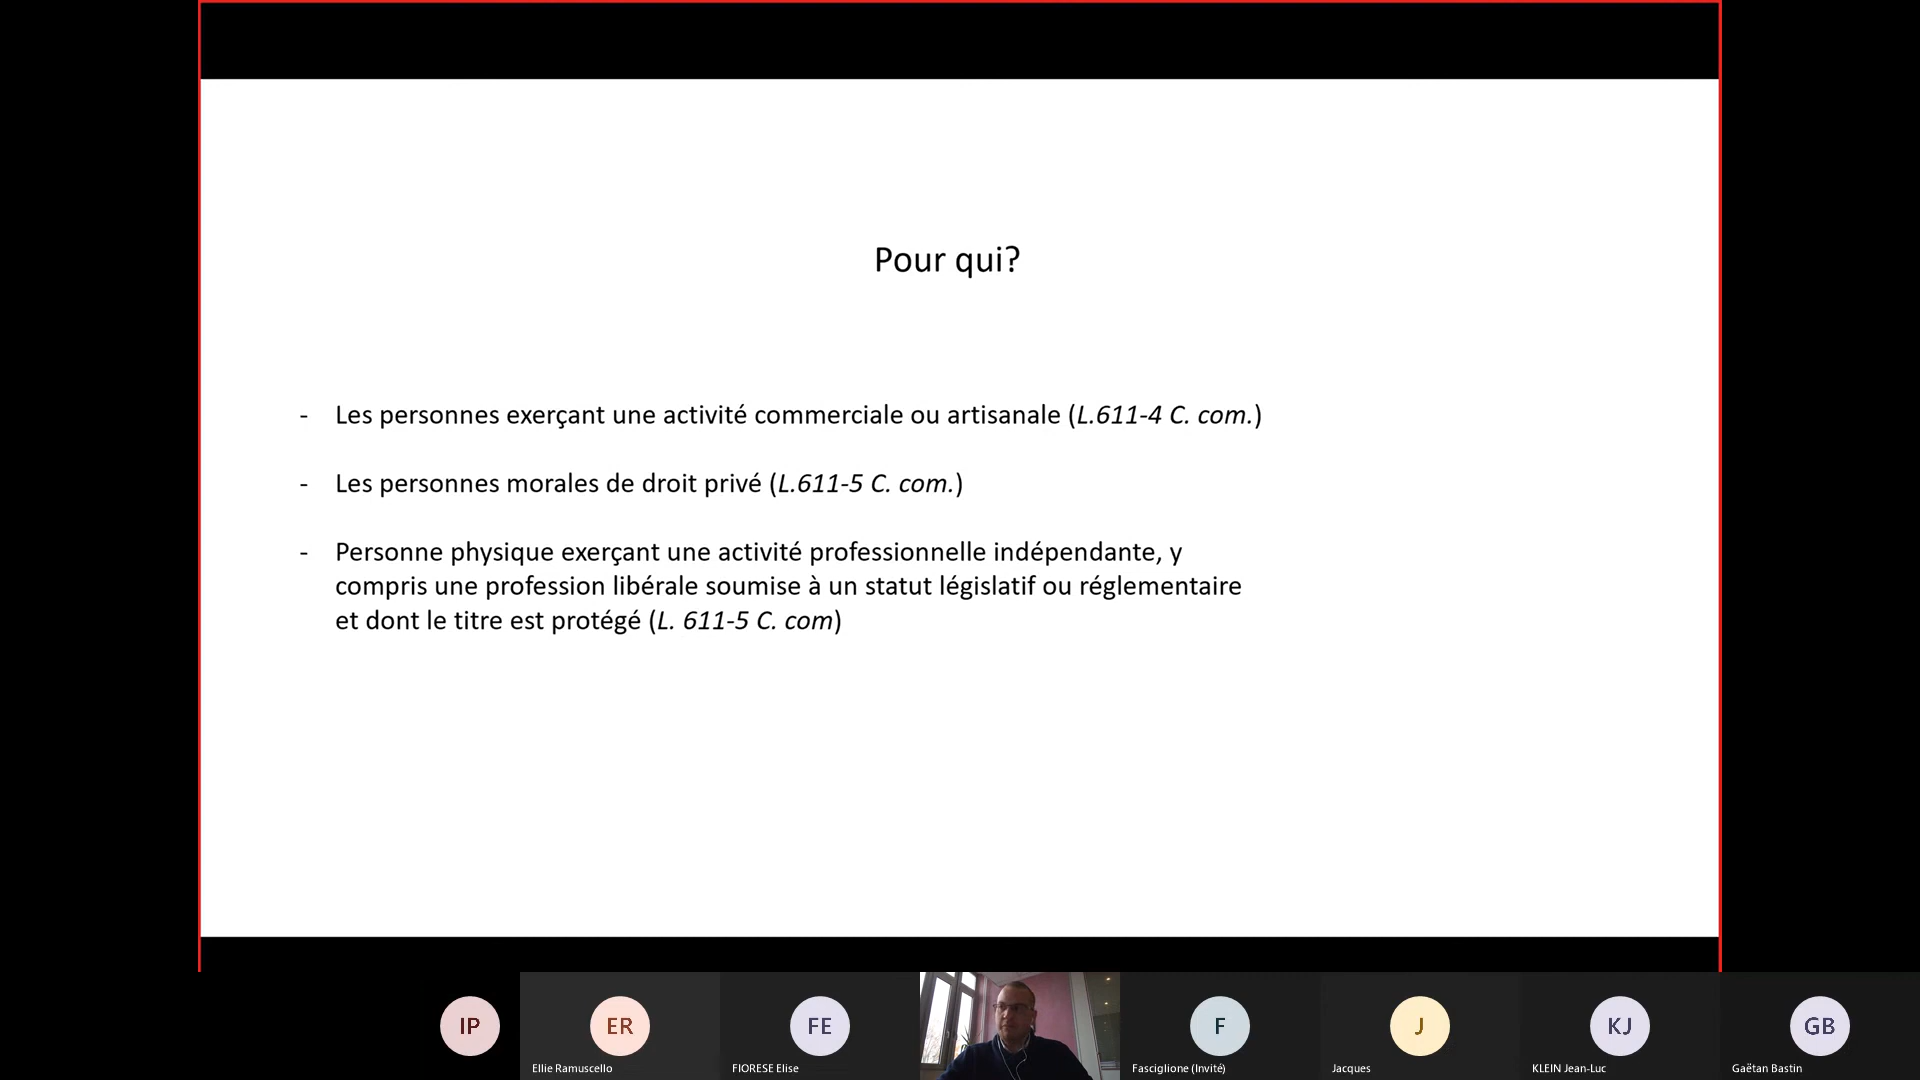 Pour qui?
- Les personnes exerçant une activité commerciale ou artisanale (L.611-4 C. com.)
- Les personnes morales de droit privé (L.611-5 C. com.)
- Personne physique exerçant une activité professionnelle indépendante, y
compris une profession libérale soumise à un statut législatif ou réglementaire
et dont le titre est protégé (L. 611-5 C. com)
IP
ER
FE
F
J
KJ
GB
Ellie Ramuscello
FIORESE Elise
Fasciglione (Invité)
Jacques
KLEIN Jean-Luc
Gaëtan Bastin